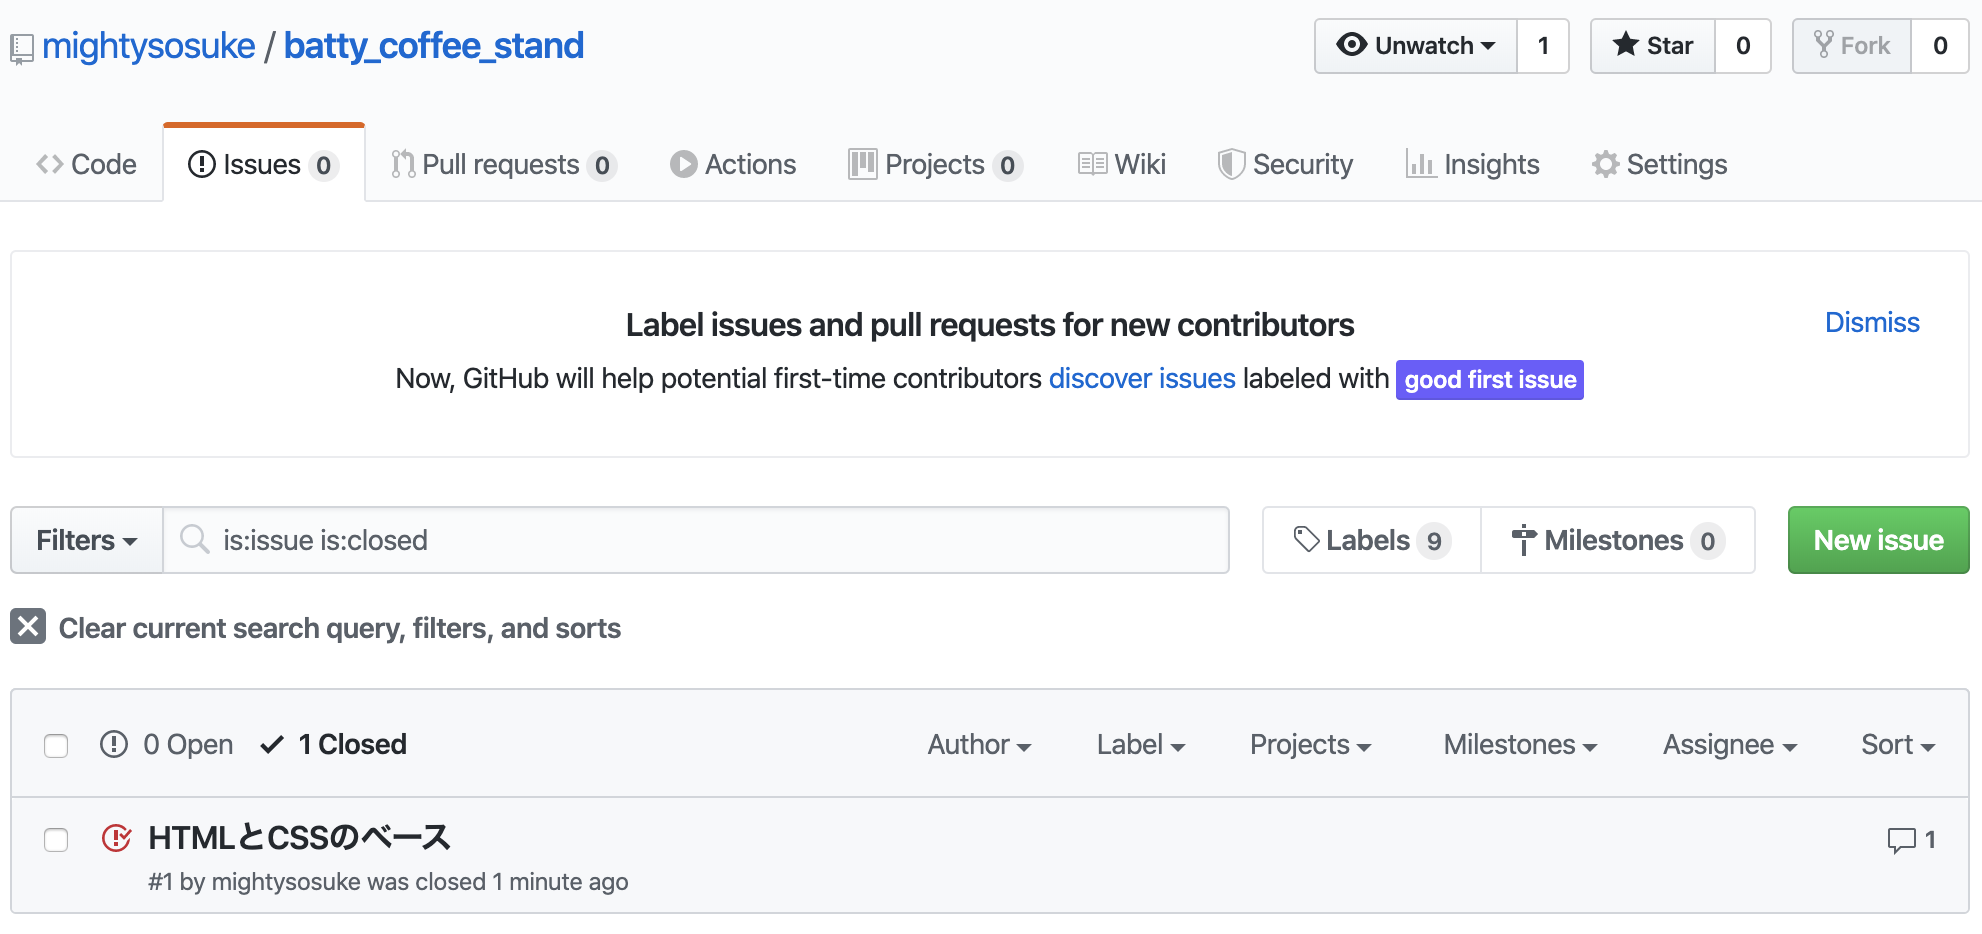 mightysosuke / batty_coffee_stand
Unwatch 1 Star 0 Fork 0
Code Issues 0 Pull requests 0 Actions Projects 0 Wiki Security Insights Settings
Label issues and pull requests for new contributors
Dismiss
Now, GitHub will help potential first-time contributors discover issues labeled with good first issue
Filters is:issue is:closed Labels 9 Milestones 0 New issue
Clear current search query, filters, and sorts
0 Open 1 Closed Author Label Projects Milestones Assignee Sort
HTMLとCSSのベース 1
#1 by mightysosuke was closed 1 minute ago